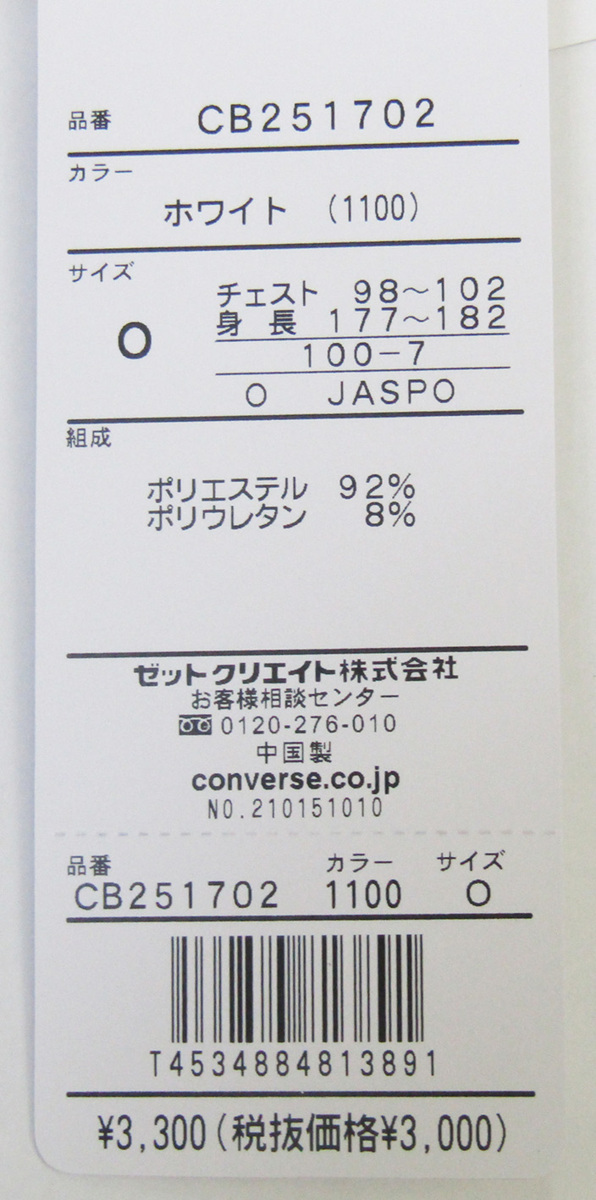 品番 CB251702
カラー
ホワイト (1100)
サイズ
O
チェスト 98～102
身長 177～182
100-7
O JASPO
組成
ポリエステル 92%
ポリウレタン 8%
ゼットクリエイト株式会社
お客様相談センター
0120-276-010
中国製
converse.co.jp
NO.210151010
品番 カラー サイズ
CB251702 1100 O
T4534884813891
¥3,300(税抜価格¥3,000)